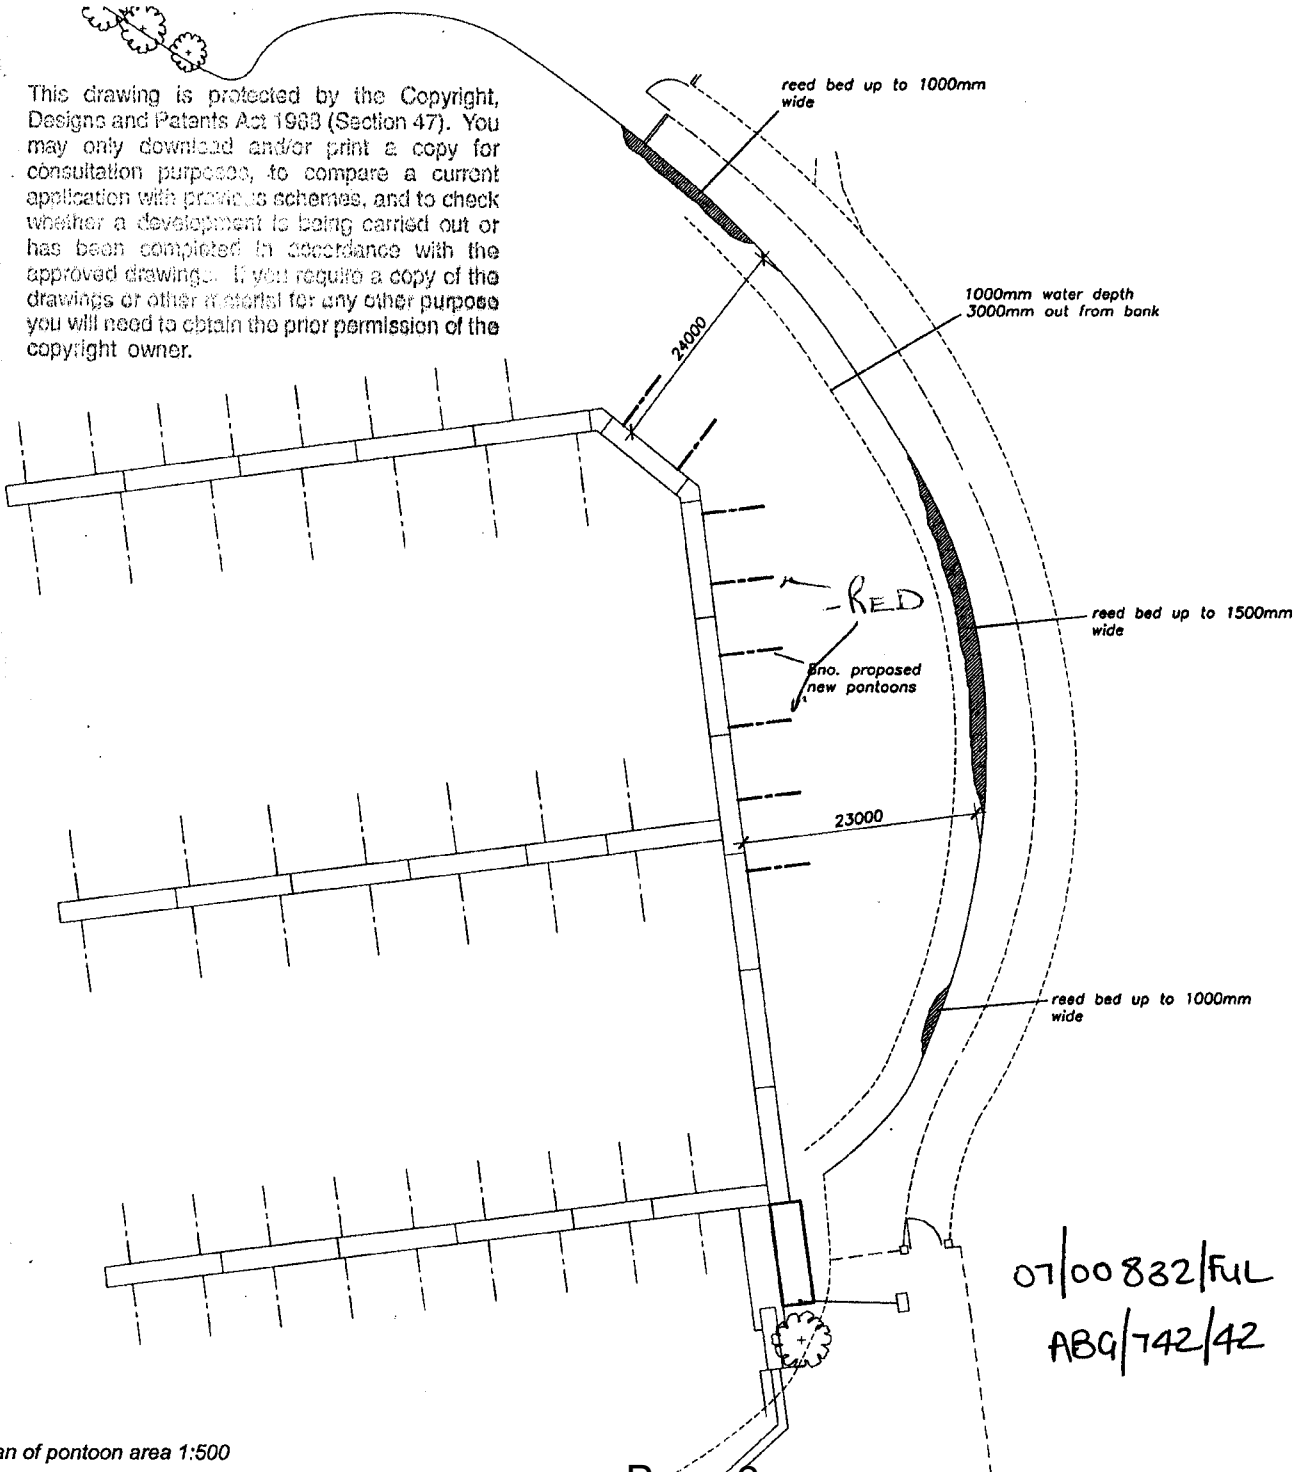 This drawing is protected by the Copyright,
Designs and Patents Act 1988 (Section 47). You
may only download and/or print a copy for
consultation purposes, to compare a current
application with previous schemes, and to check
whether a development is being carried out or
has been completed in accordance with the
approved drawings. If you require a copy of the
drawings or other material for any other purpose
you will need to obtain the prior permission of the
copyright owner.
reed bed up to 1000mm
wide
1000mm water depth
3000mm out from bank
24000
RED
reed bed up to 1500mm
wide
8no. proposed
new pontoons
23000
reed bed up to 1000mm
wide
07/00832/FUL
ABG/742/42
an of pontoon area 1:500